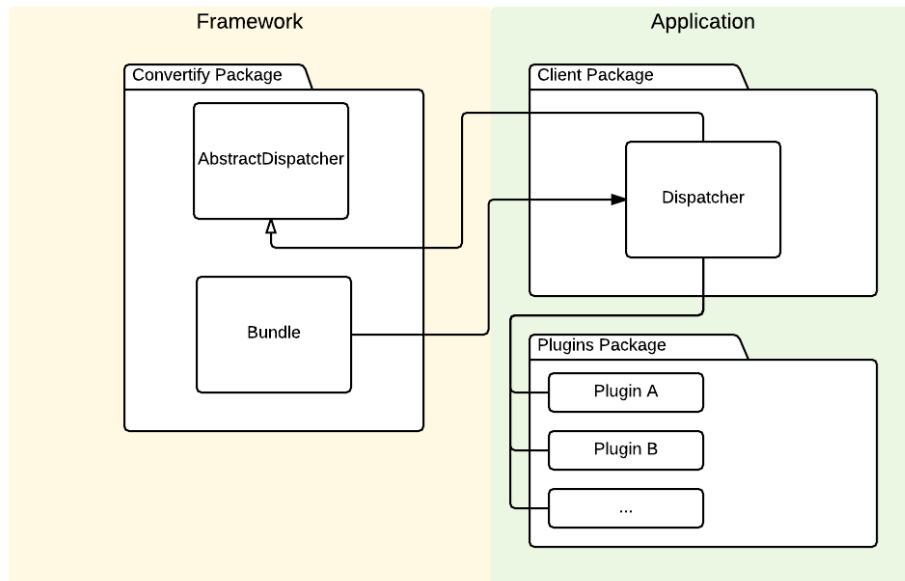 Framework
Application
Convertify Package
Client Package
AbstractDispatcher
Dispatcher
Bundle
Plugins Package
Plugin A
Plugin B
...